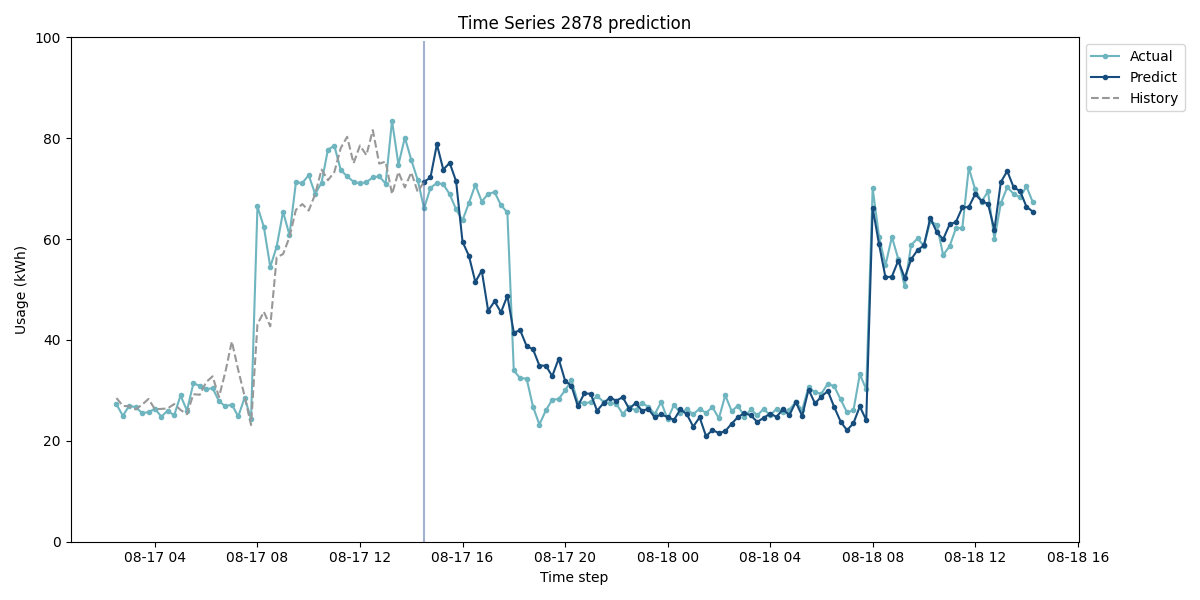 Time Series 2878 prediction
100
80
60
40
20
0
Usage (kWh)
08-17 04
08-17 08
08-17 12
08-17 16
08-17 20
08-18 00
08-18 04
08-18 08
08-18 12
08-18 16
Time step
Actual
Predict
History